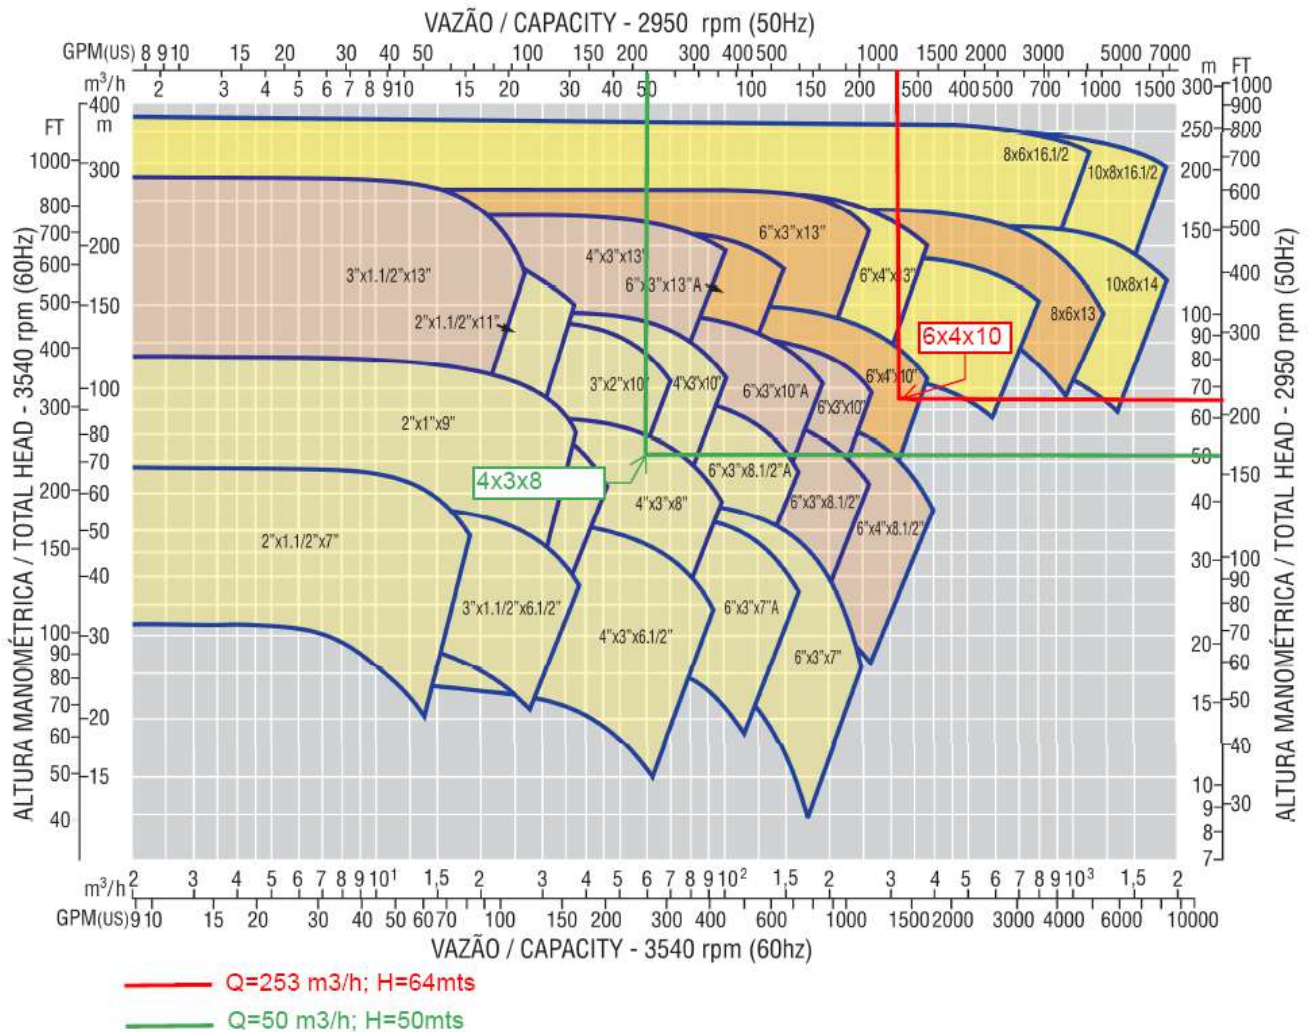 VAZÃO / CAPACITY - 2950 rpm (50Hz)
GPM(US) 8 9 10 15 20 30 40 50 100 150 200 300 400 500 1000 1500 2000 3000 5000 7000
m³/h 2 3 4 5 6 7 8 9 10 15 20 30 40 50 100 150 200 500 400 500 700 1000 1500
m FT
FT m
400
300
200
150
100
80
70
60
50
40
30
20
15
1000
800
700
600
500
400
300
200
150
100
90
80
70
60
50
40
300
250
200
150
100
90
80
70
60
50
40
30
20
15
10
9
8
7
1000
900
800
700
600
500
400
300
200
150
100
90
80
70
60
50
40
30
ALTURA MANOMÉTRICA / TOTAL HEAD - 3540 rpm (60Hz)
ALTURA MANOMÉTRICA / TOTAL HEAD - 2950 rpm (50Hz)
8x6x16.1/2
10x8x16.1/2
6"x3"x13"
4"x3"x13"
3"x1.1/2"x13"
6"x3"x13"A
6"x4"x13"
10x8x14
8x6x13
2"x1.1/2"x11"
6x4x10
3"x2"x10"
4"x3"x10"
6"x3"x10"A
6"x3"x10"
6"x4"x10"
2"x1"x9"
4x3x8
6"x3"x8.1/2"A
4"x3"x8"
6"x3"x8.1/2"
6"x4"x8.1/2"
2"x1.1/2"x7"
3"x1.1/2"x6.1/2"
4"x3"x6.1/2"
6"x3"x7"A
6"x3"x7"
m³/h 2 3 4 5 6 7 8 9 10¹ 1,5 2 3 4 5 6 7 8 9 10² 1,5 2 3 4 5 6 7 8 9 10³ 1,5 2
GPM(US) 9 10 15 20 30 40 50 60 70 100 150 200 300 400 600 1000 1500 2000 3000 4000 6000 10000
VAZÃO / CAPACITY - 3540 rpm (60hz)
Q=253 m3/h; H=64mts
Q=50 m3/h; H=50mts